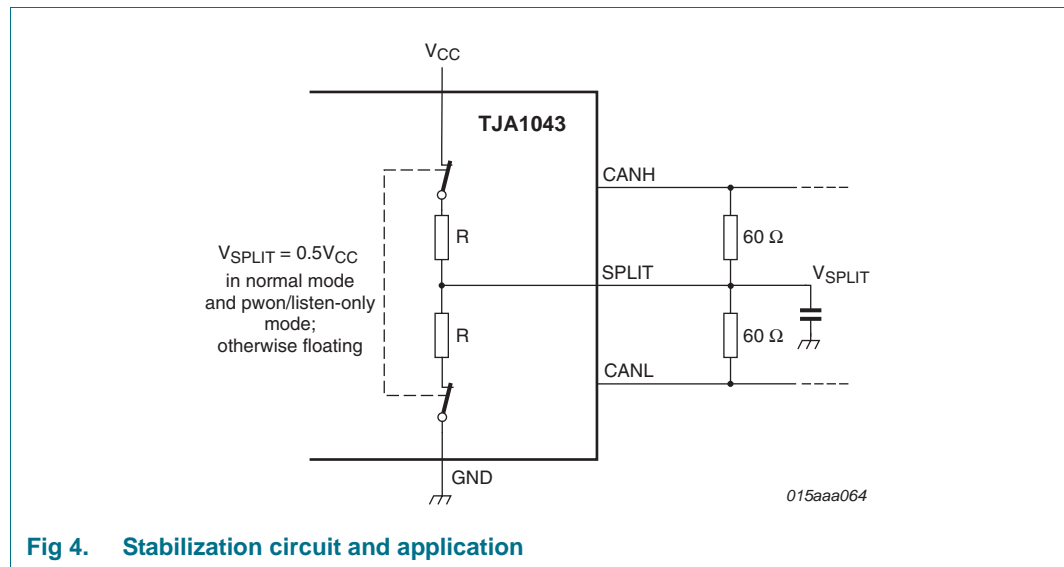 VCC
TJA1043
CANH
R
60 Ω
VSPLIT = 0.5VCC
in normal mode
and pwon/listen-only
mode;
otherwise floating
SPLIT
VSPLIT
R
60 Ω
CANL
GND
015aaa064
Fig 4. Stabilization circuit and application